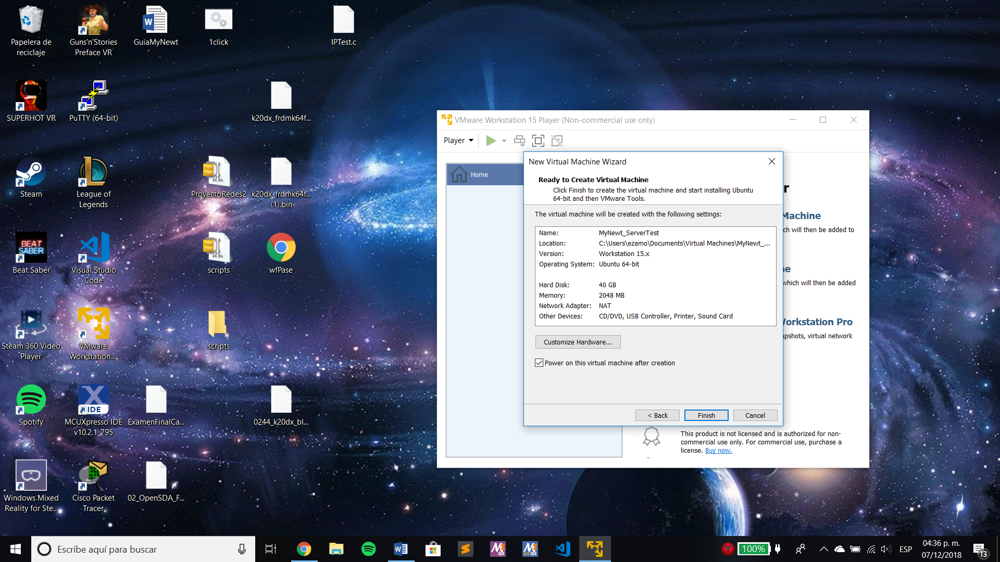 Papelera de
reciclaje
Guns'n'Stories
Preface VR
GuiaMyNewt
1click
IPTest.c
SUPERHOT VR
PuTTY (64-bit)
k20dx_frdmk64f...
Steam
League of
Legends
ProyectoRedes2
k20dx_frdmk64f...
(1).bin
BEAT
SABER
Beat Saber
Visual Studio
Code
scripts
wfPase
Steam 360 Video
Player
VMware
Workstation ...
scripts
Spotify
IDE
MCUXpresso IDE
v10.2.1_795
ExamenFinalCa...
0244_k20dx_bl...
Windows Mixed
Reality for Ste...
Cisco Packet
Tracer
02_OpenSDA_F...
VMware Workstation 15 Player (Non-commercial use only)
Player
Home
New Virtual Machine Wizard
Ready to Create Virtual Machine
Click Finish to create the virtual machine and start installing Ubuntu
64-bit and then VMware Tools.
The virtual machine will be created with the following settings:
Name: MyNewt_ServerTest
Location: C:\Users\ezamo\Documents\Virtual Machines\MyNewt_...
Version: Workstation 15.x
Operating System: Ubuntu 64-bit
Hard Disk: 40 GB
Memory: 2048 MB
Network Adapter: NAT
Other Devices: CD/DVD, USB Controller, Printer, Sound Card
Customize Hardware...
Power on this virtual machine after creation
< Back
Finish
Cancel
r
Machine
ch will then be added to
ne
which will then be added
Workstation Pro
pshots, virtual network
This product is not licensed and is authorized for non-
commercial use only. For commercial use, purchase a
license. Buy now.
Escribe aquí para buscar
100%
ESP
04:36 p. m.
07/12/2018
13